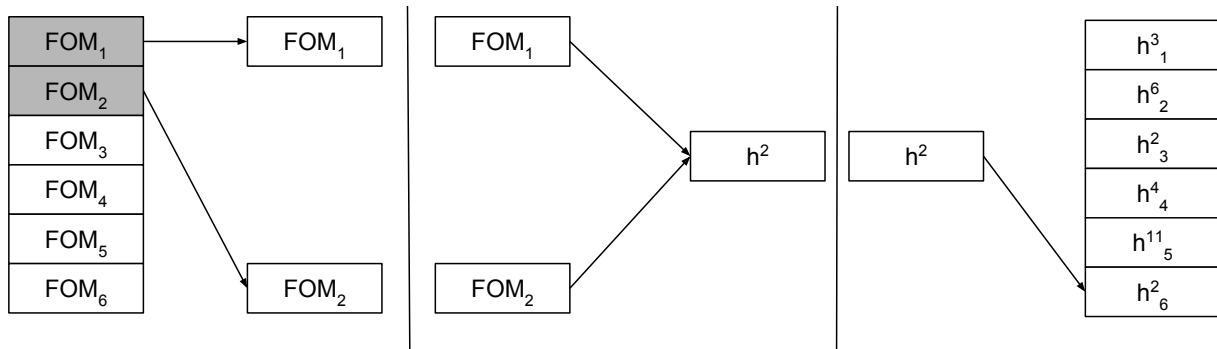 FOM₁
FOM₂
FOM₃
FOM₄
FOM₅
FOM₆
FOM₁
FOM₂
FOM₁
FOM₂
h²
h²
h³₁
h⁶₂
h²₃
h⁴₄
h¹¹₅
h²₆